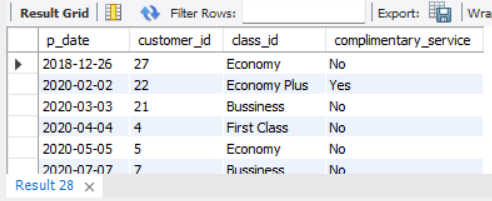 Result Grid Filter Rows: Export: Wra
p_date customer_id class_id complimentary_service
2018-12-26 27 Economy No
2020-02-02 22 Economy Plus Yes
2020-03-03 21 Bussiness No
2020-04-04 4 First Class No
2020-05-05 5 Economy No
2020-07-07 7 Bussiness No
Result 28